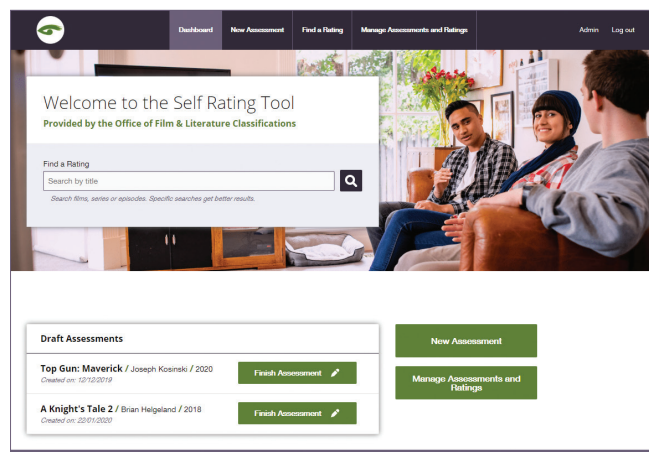 Dashboard
New Assessment
Find a Rating
Manage Assessments and Ratings
Admin
Log out
Welcome to the Self Rating Tool
Provided by the Office of Film & Literature Classifications
Find a Rating
Search by title
Search films, series or episodes. Specific searches get better results.
Draft Assessments
Top Gun: Maverick / Joseph Kosinski / 2020
Created on: 12/12/2019
Finish Assessment
A Knight's Tale 2 / Brian Helgeland / 2018
Created on: 22/01/2020
Finish Assessment
New Assessment
Manage Assessments and
Ratings